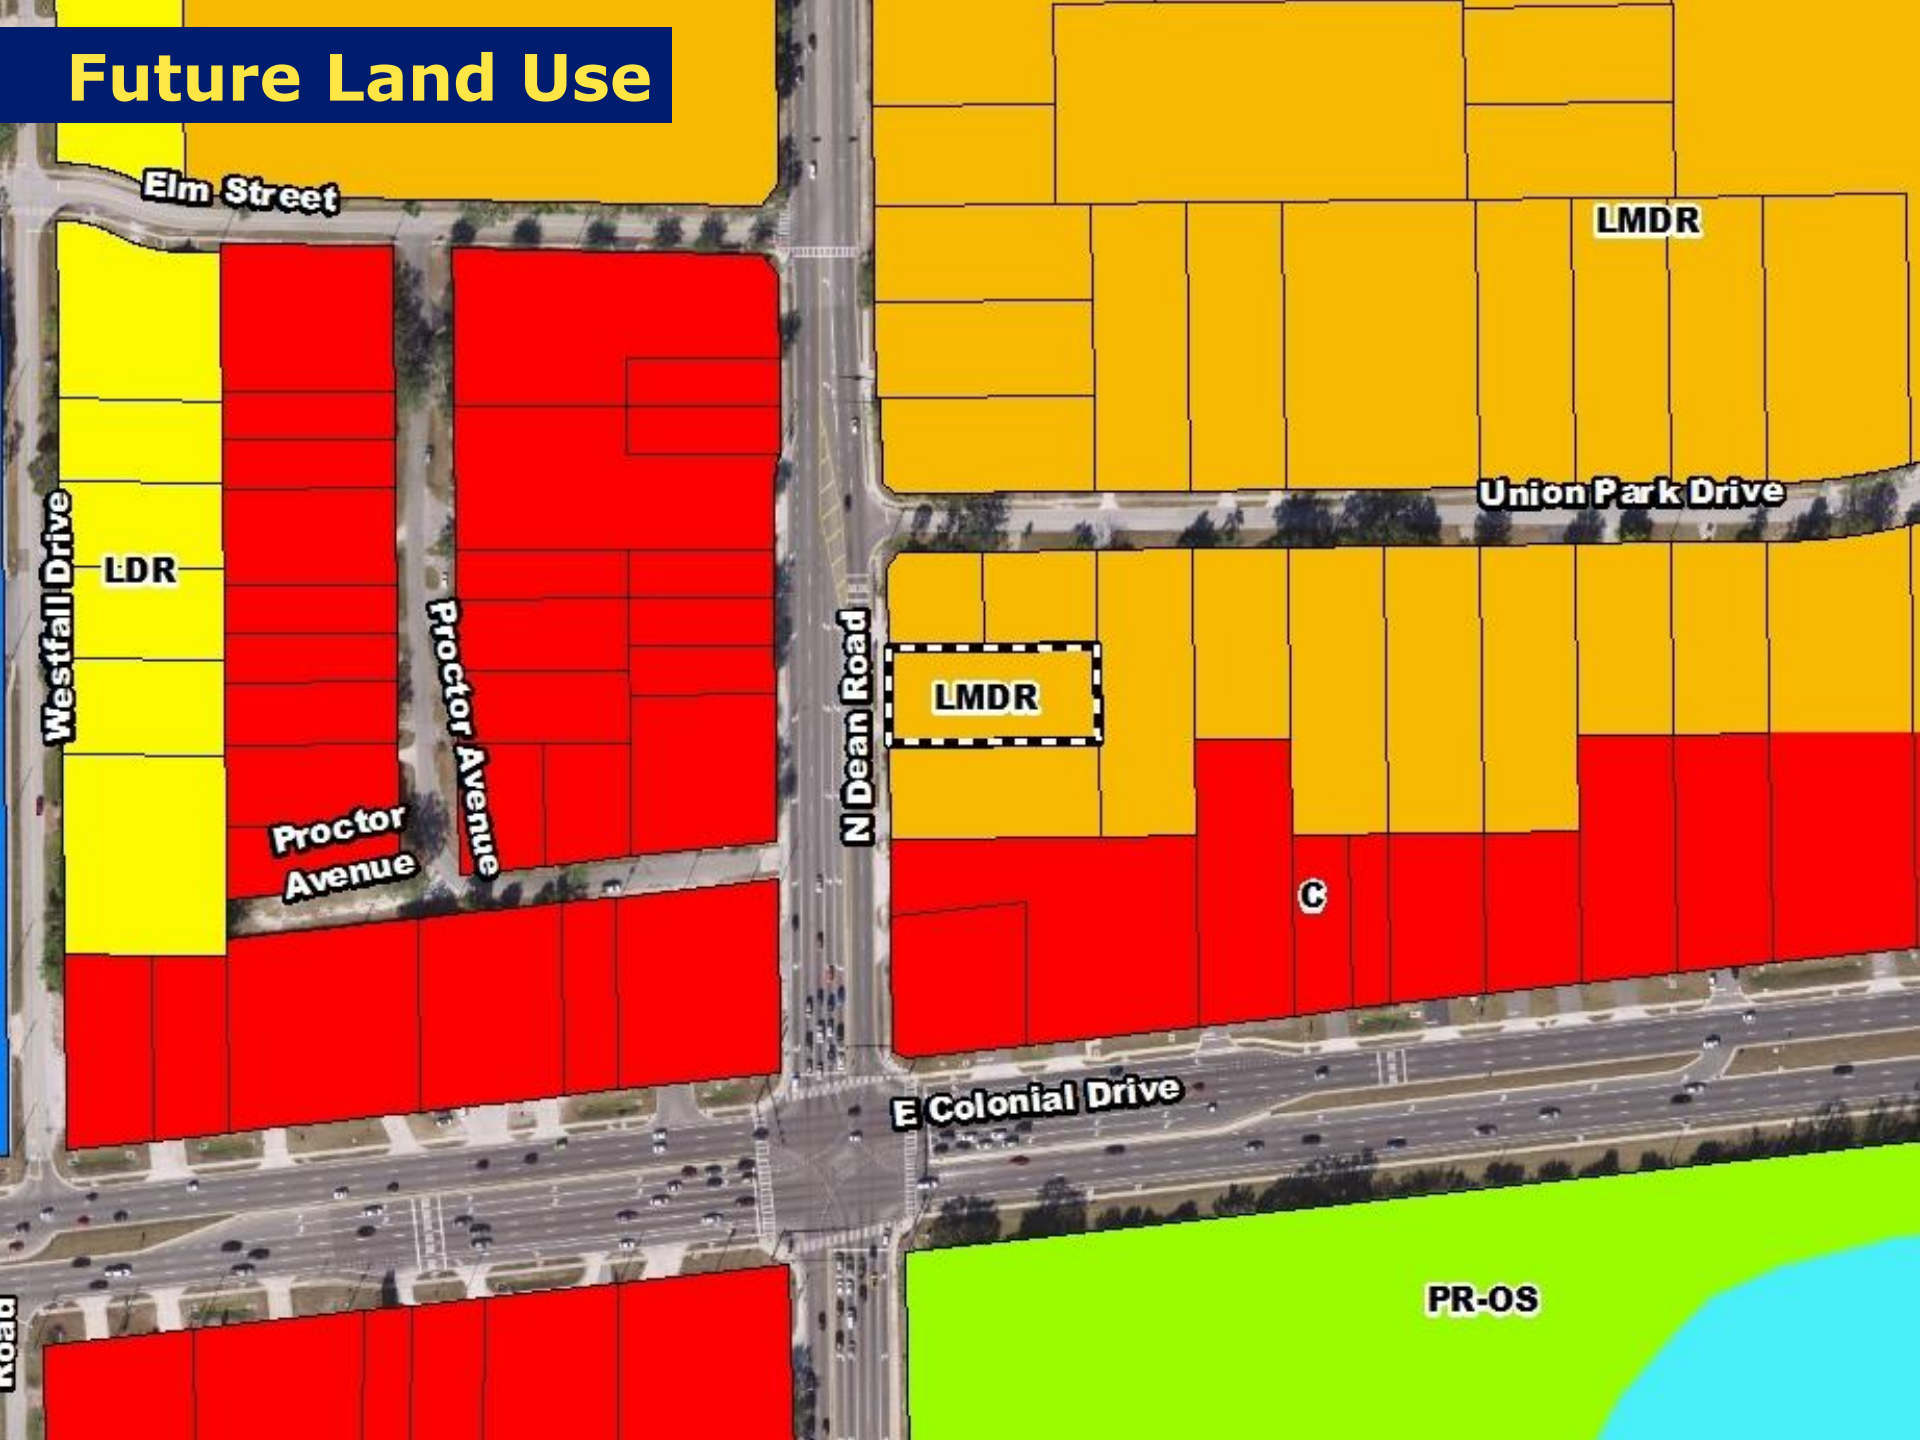 Future Land Use
Elm Street
LMDR
Union Park Drive
Westfall Drive
LDR
Proctor Avenue
N Dean Road
LMDR
Proctor
Avenue
C
E Colonial Drive
PR-OS
Road